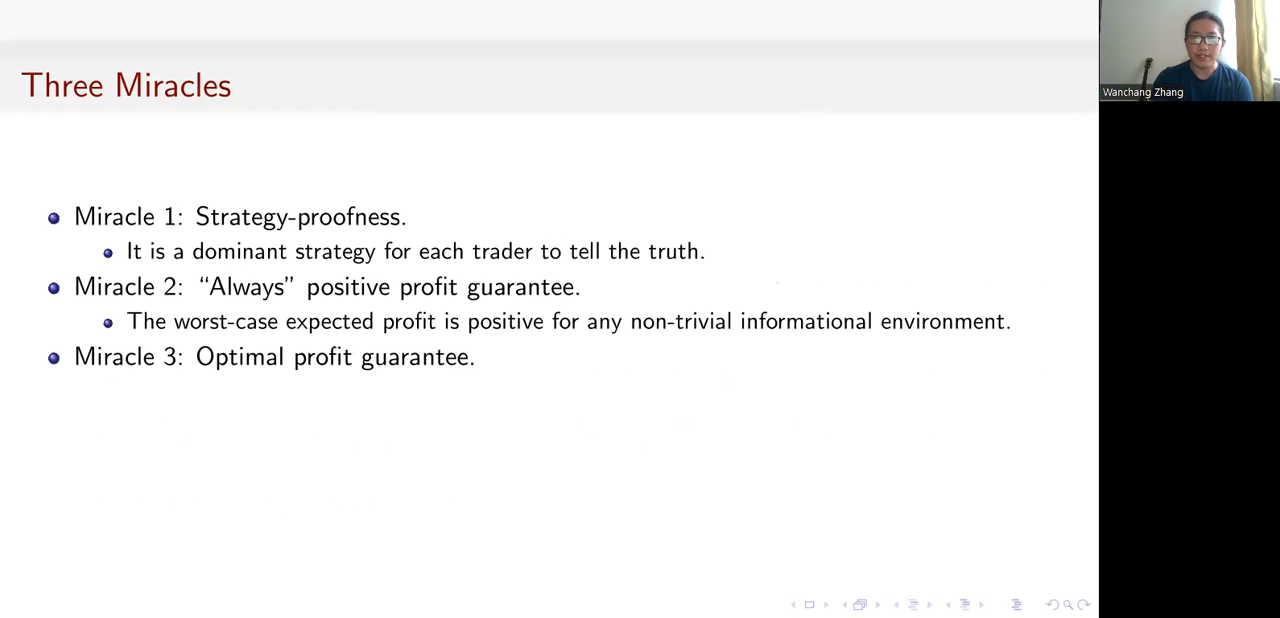 Three Miracles
Wanchang Zhang
Miracle 1: Strategy-proofness.
It is a dominant strategy for each trader to tell the truth.
Miracle 2: “Always” positive profit guarantee.
The worst-case expected profit is positive for any non-trivial informational environment.
Miracle 3: Optimal profit guarantee.